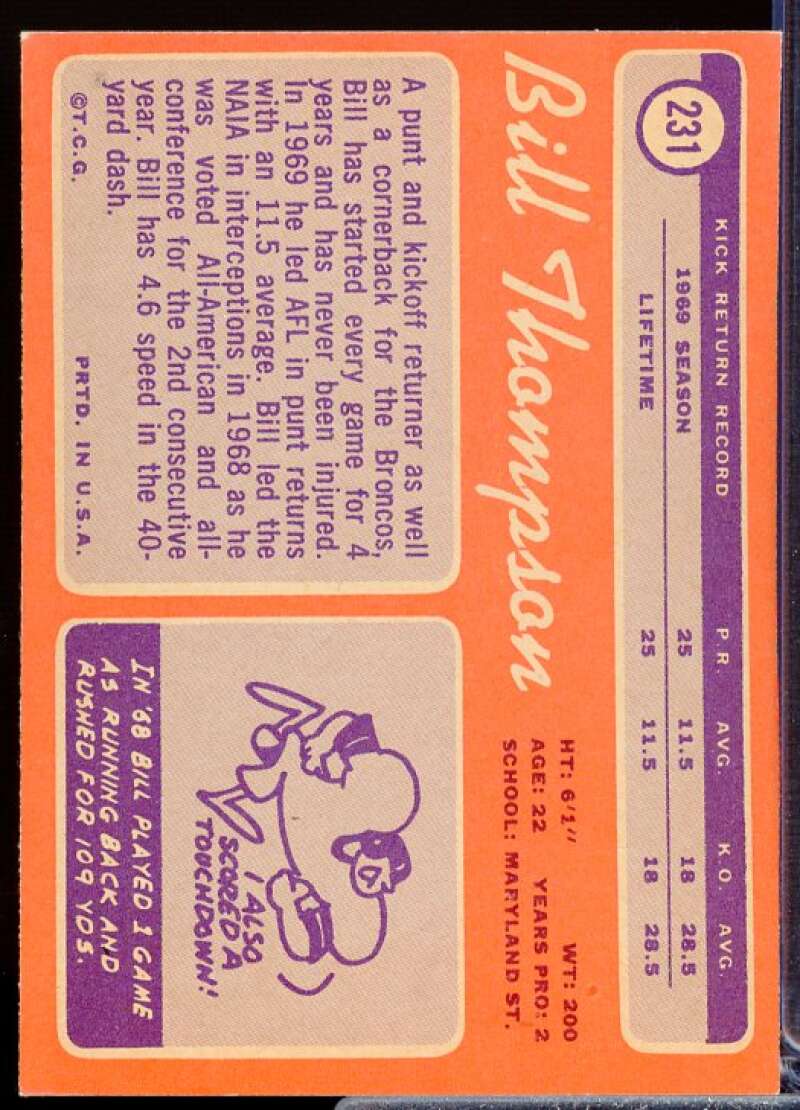 231
KICK RETURN RECORD P.R. AVG. K.O. AVG.
1969 SEASON 25 11.5 18 28.5
LIFETIME 25 11.5 18 28.5
Bill Thompson
HT: 6'1" WT: 200
AGE: 22 YEARS PRO: 2
SCHOOL: MARYLAND ST.
A punt and kickoff returner as well
as a cornerback for the Broncos,
Bill has started every game for 4
years and has never been injured.
In 1969 he led AFL in punt returns
with an 11.5 average. Bill led the
NAIA in interceptions in 1968 as he
was voted All-American and all-
conference for the 2nd consecutive
year. Bill has 4.6 speed in the 40-
yard dash.
©T.C.G. PRTD. IN U.S.A.
I ALSO
SCORED A
TOUCHDOWN!
IN '68 BILL PLAYED 1 GAME
AS RUNNING BACK AND
RUSHED FOR 109 YDS.